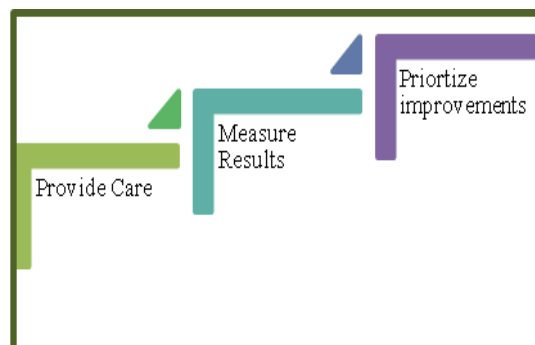 Provide Care
Measure
Results
Priortize
improvements